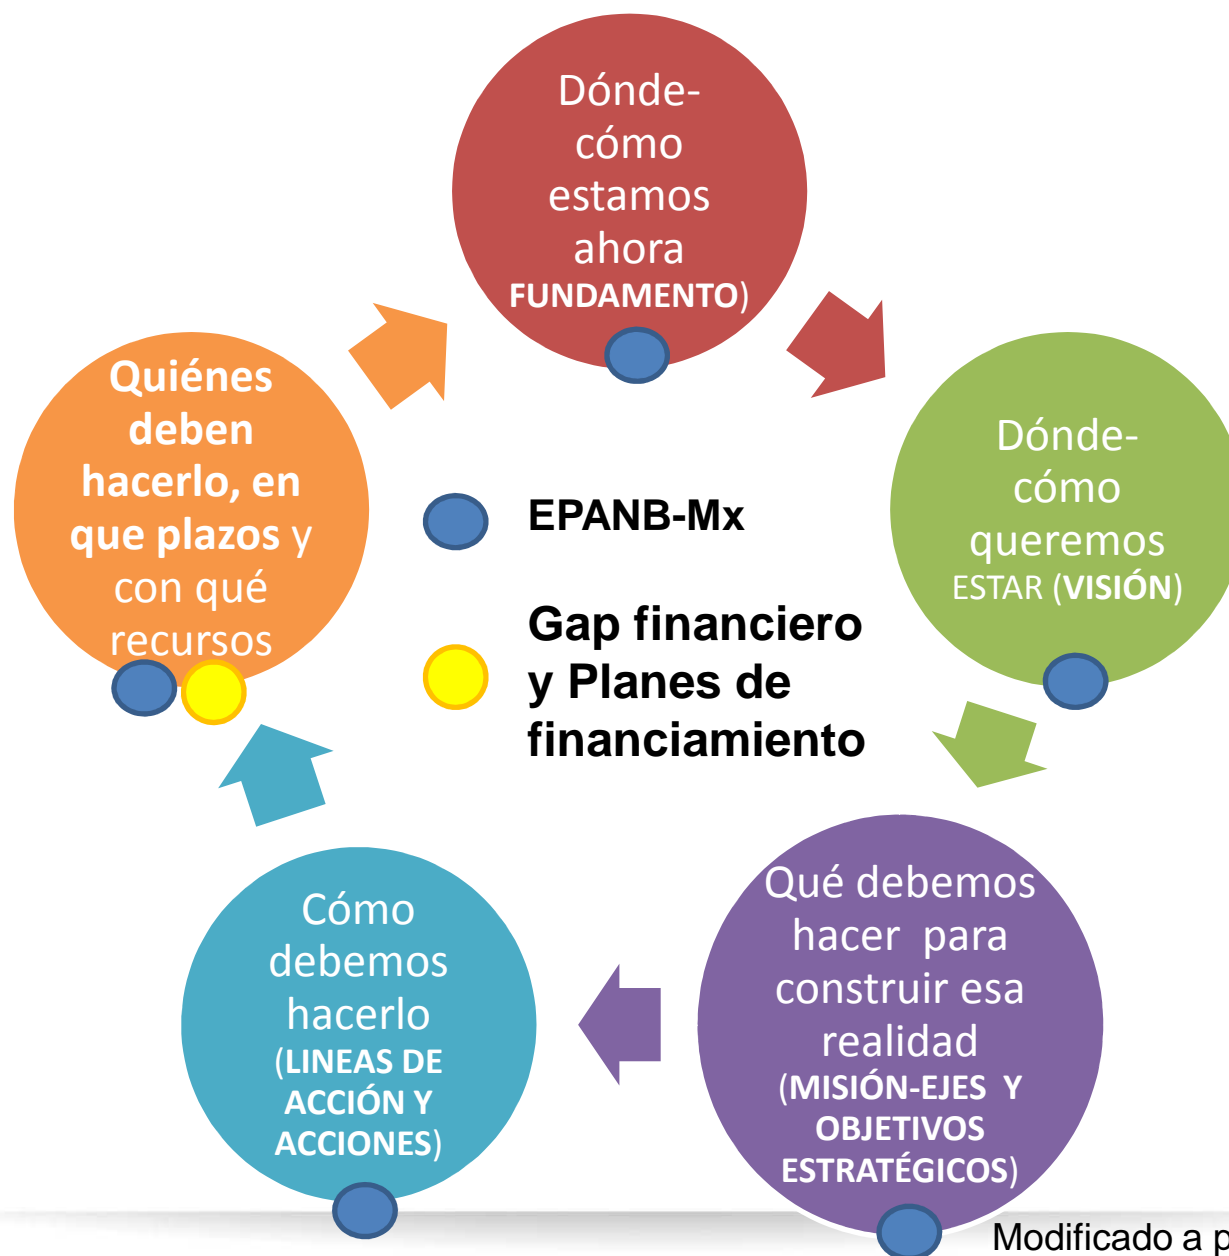 Dónde-
cómo
estamos
ahora
FUNDAMENTO)
Dónde-
cómo
queremos
ESTAR (VISIÓN)
Qué debemos
hacer para
construir esa
realidad
(MISIÓN-EJES Y
OBJETIVOS
ESTRATÉGICOS)
Cómo
debemos
hacerlo
(LINEAS DE
ACCIÓN Y
ACCIONES)
Quiénes
deben
hacerlo, en
que plazos y
con qué
recursos
EPANB-Mx
Gap financiero
y Planes de
financiamiento
Modificado a p